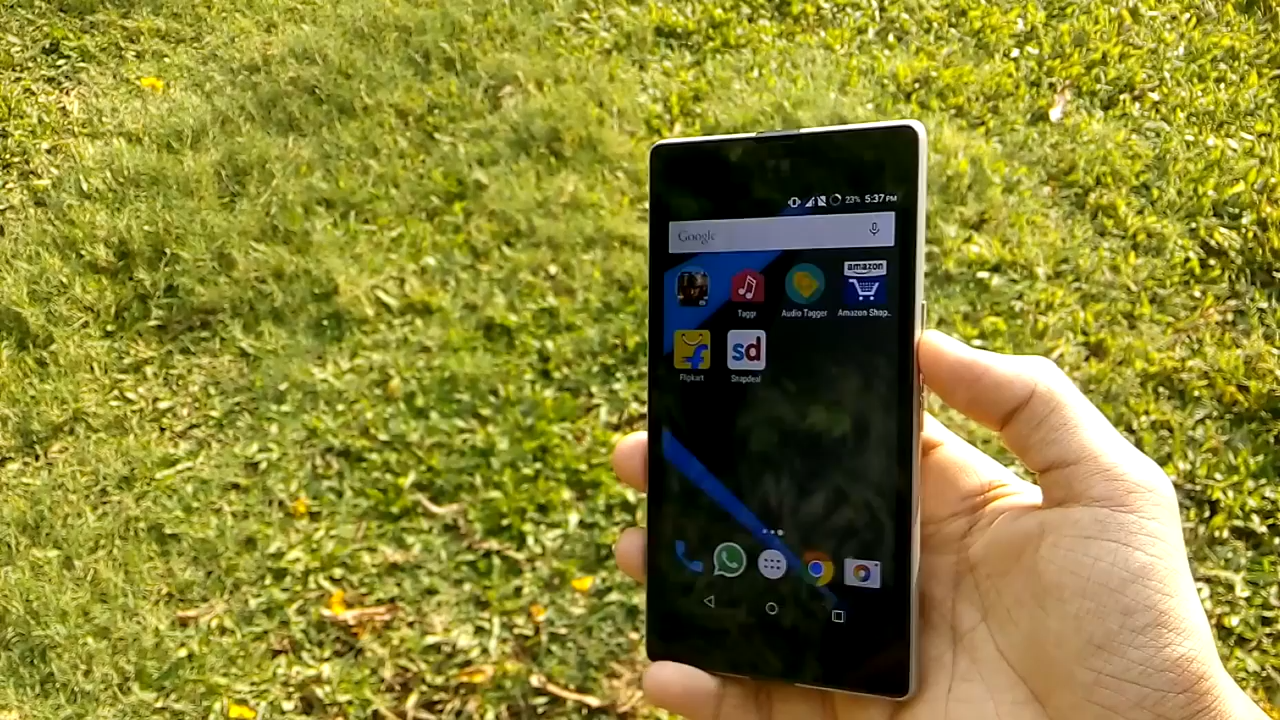 23% 5:37 PM
Google
amazon
Taggr Audio Tagger Amazon Shop..
sd
Flipkart Snapdeal